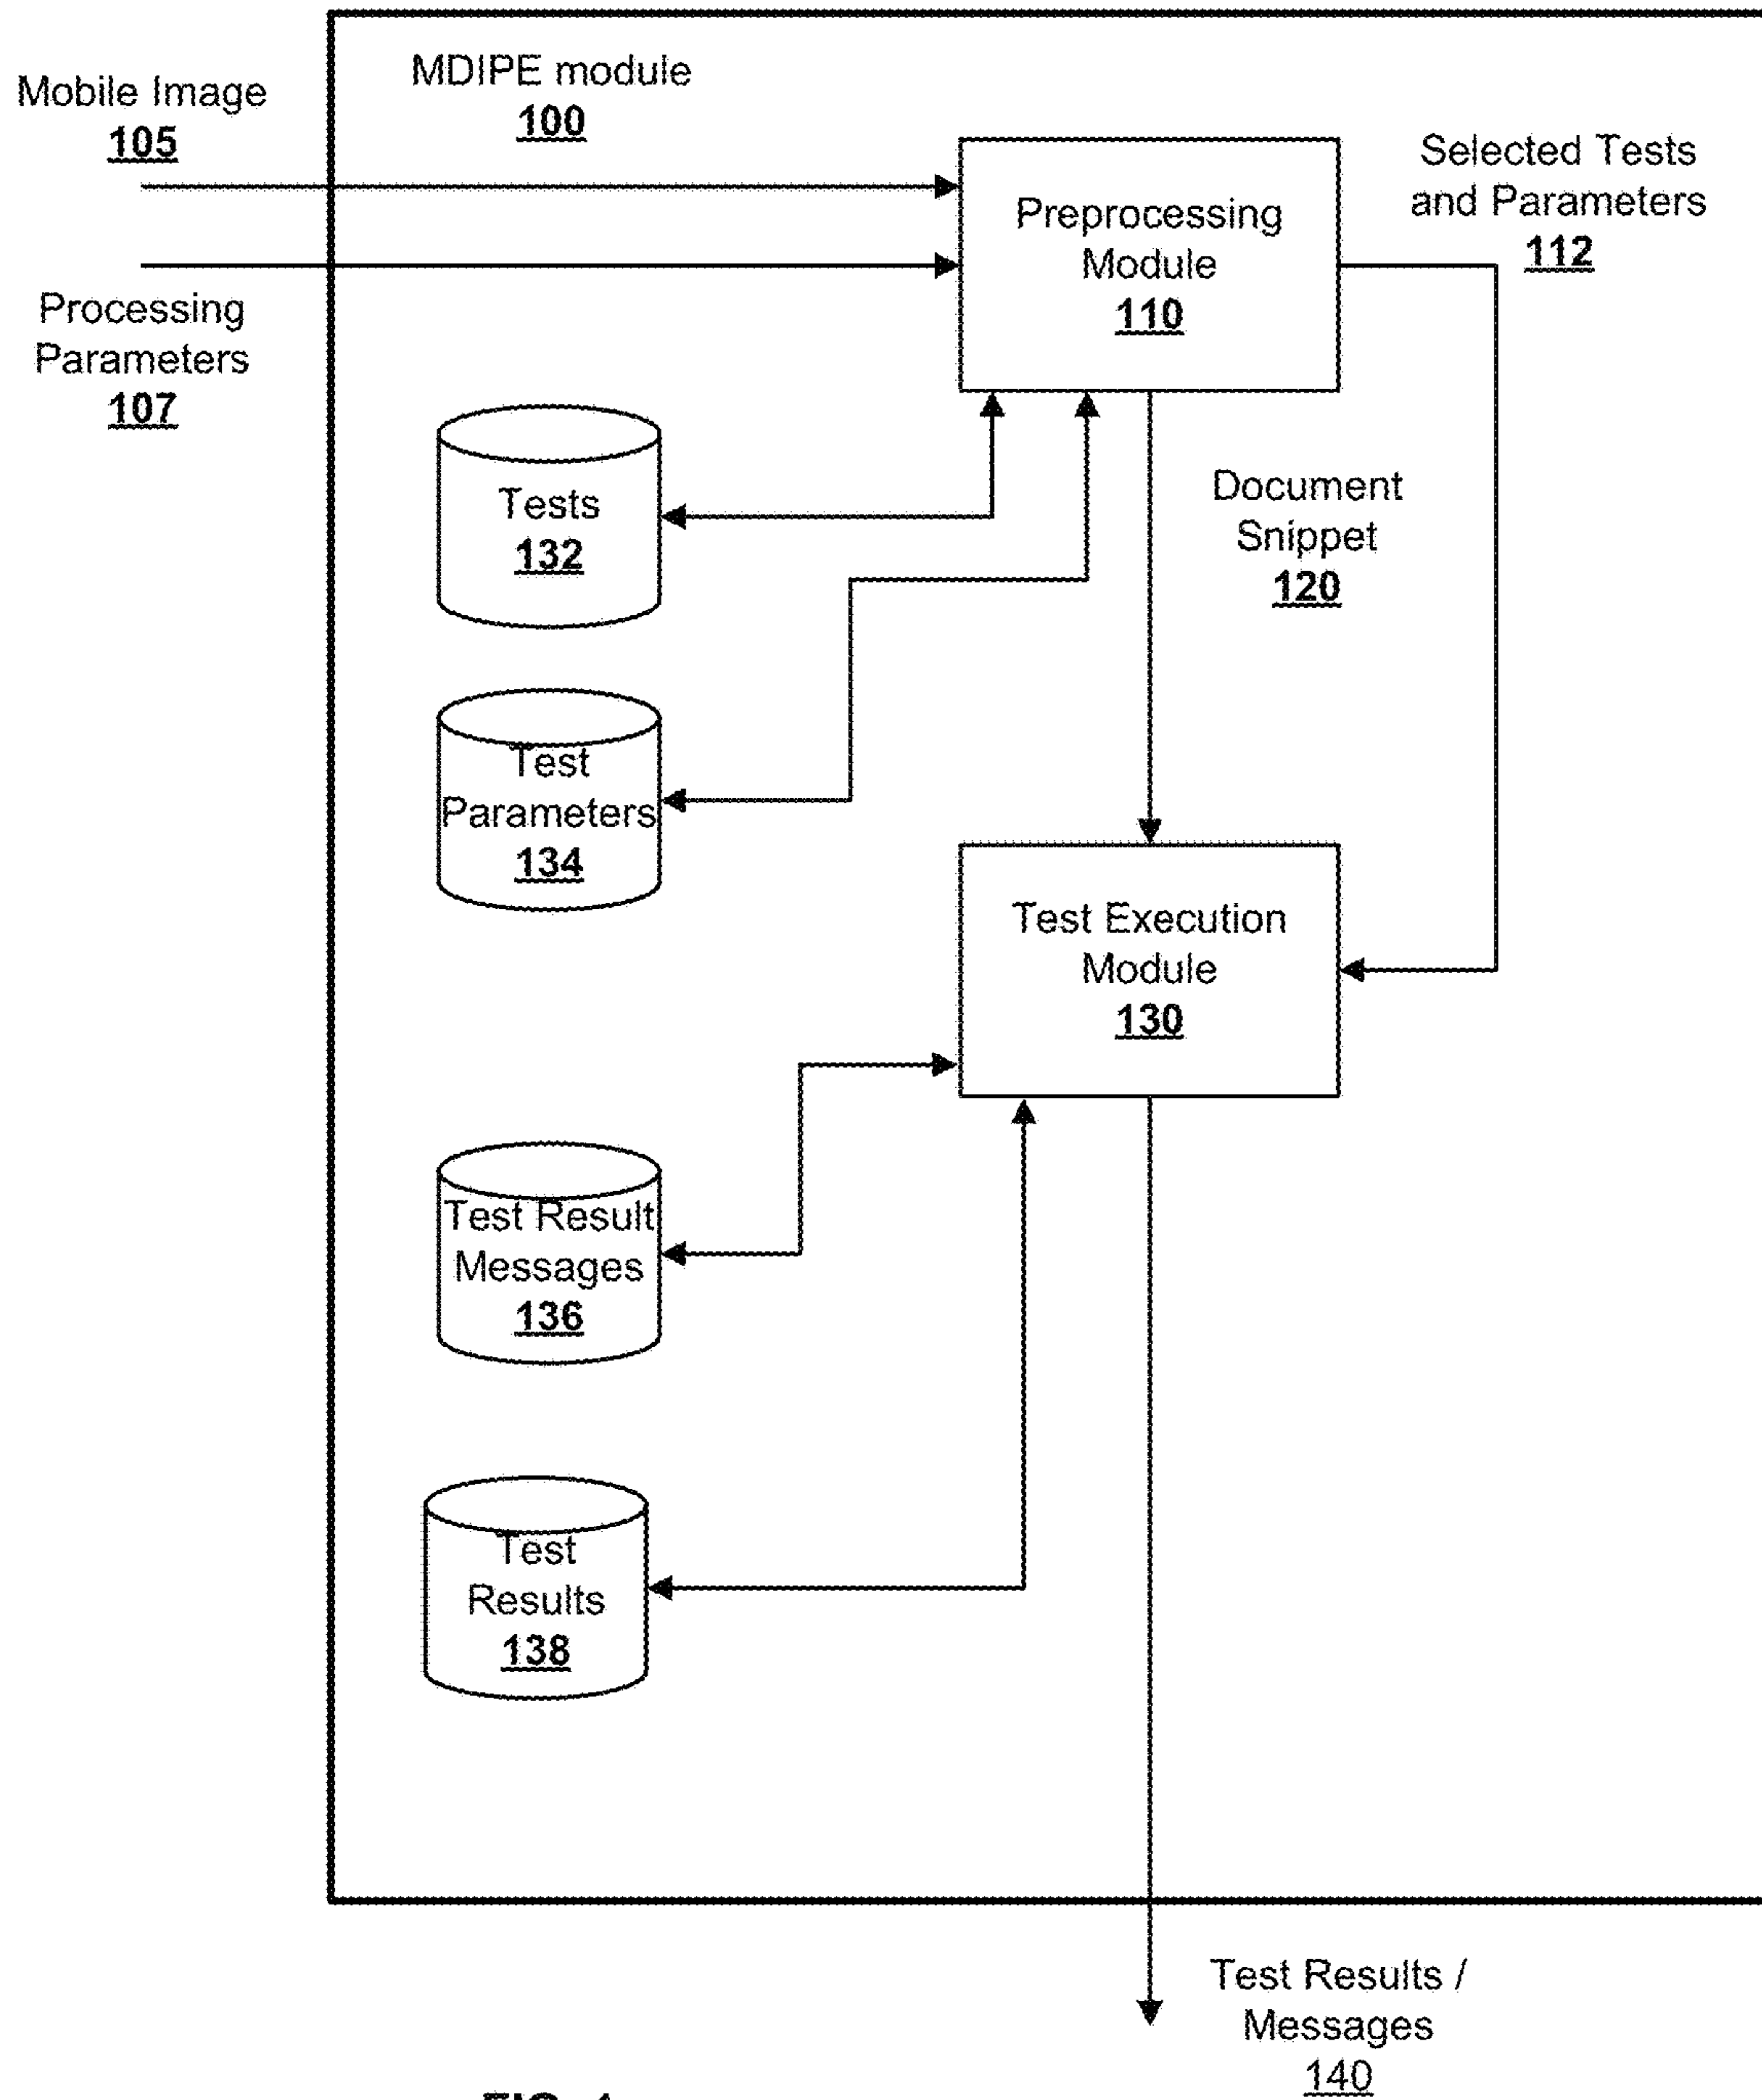 Mobile Image
105
MDIPE module
100
Processing
Parameters
107
Preprocessing
Module
110
Selected Tests
and Parameters
112
Tests
132
Document
Snippet
120
Test
Parameters
134
Test Execution
Module
130
Test Result
Messages
136
Test
Results
138
Test Results /
Messages
140